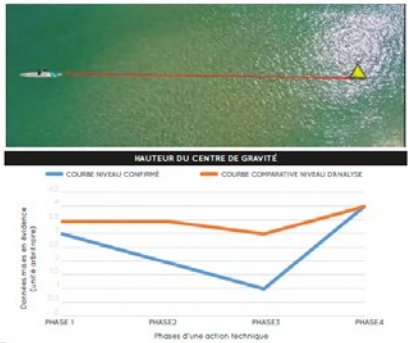 HAUTEUR DU CENTRE DE GRAVITÉ
COURBE NIVEAU CONFIRMÉ
COURBE COMPARATIVE NIVEAU D'ANALYSE
4.5
4
3.5
3
2.5
2
1.5
1
0.5
0
Données mises en évidence
(unité arbitraire)
PHASE 1
PHASE2
PHASE3
PHASE4
Phases d'une action technique